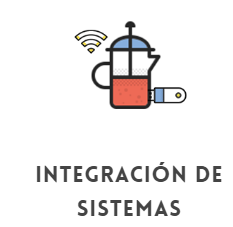 INTEGRACIÓN DE
SISTEMAS